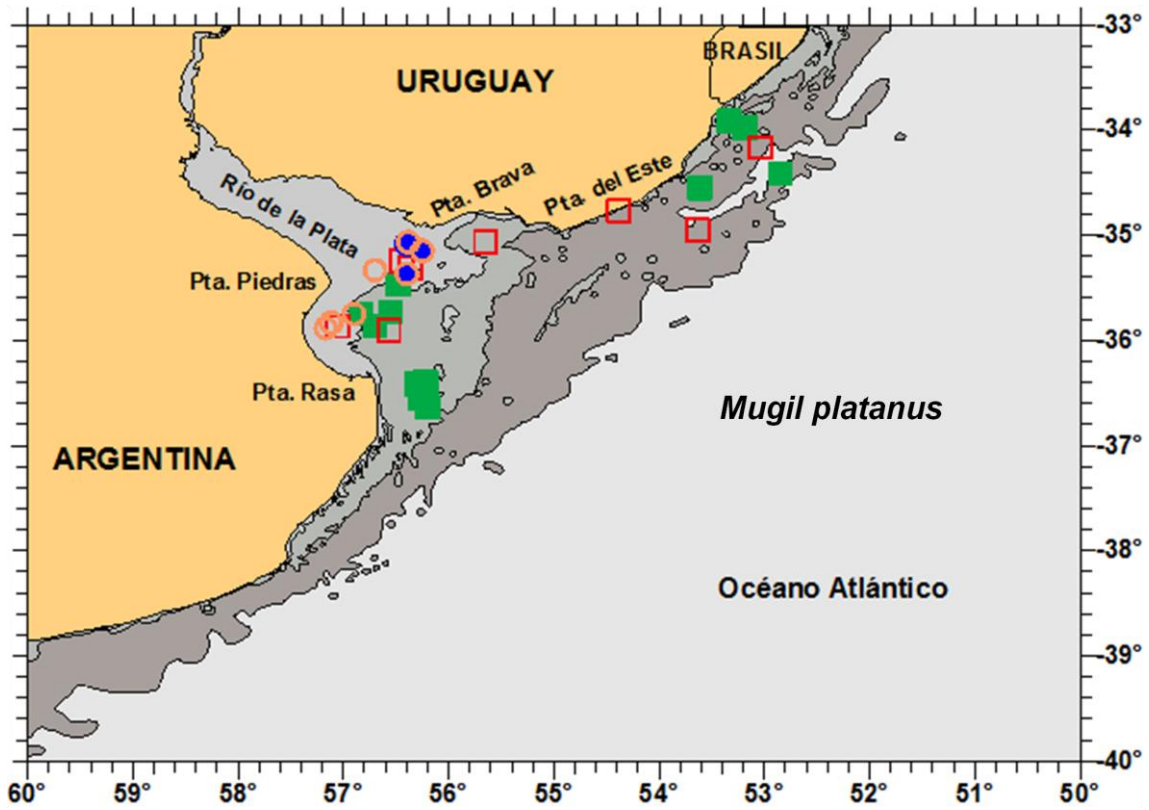 -33°
BRASIL
URUGUAY
-34°
Pta. Brava
Pta. del Este
Río de la Plata
-35°
Pta. Piedras
-36°
Pta. Rasa
Mugil platanus
-37°
ARGENTINA
-38°
Océano Atlántico
-39°
-40°
60° 59° 58° 57° 56° 55° 54° 53° 52° 51° 50°